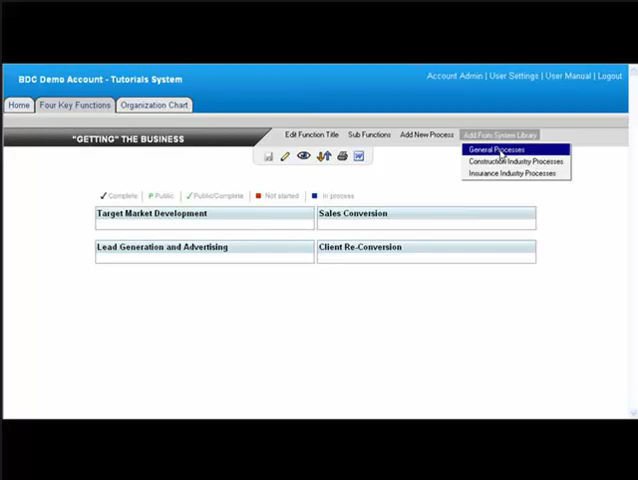 BDC Demo Account - Tutorials System
Account Admin | User Settings | User Manual | Logout
Home
Four Key Functions
Organization Chart
"GETTING" THE BUSINESS
Edit Function Title
Sub Functions
Add New Process
Add From System Library
General Processes
Construction Industry Processes
Insurance Industry Processes
Complete | Public | Public/Complete | Not started | In process
Target Market Development
Sales Conversion
Lead Generation and Advertising
Client Re-Conversion